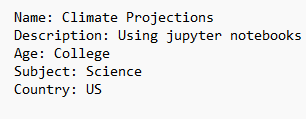 Name: Climate Projections
Description: Using jupyter notebooks
Age: College
Subject: Science
Country: US